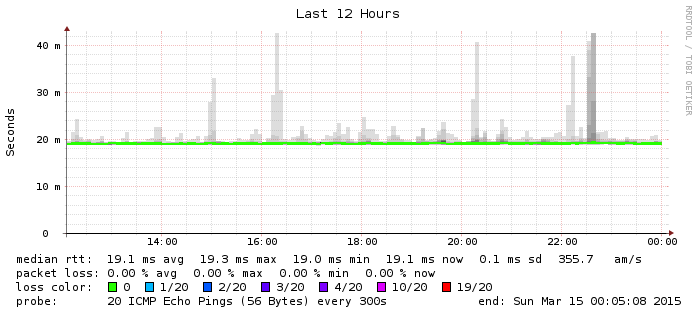 Last 12 Hours
RRDTOOL / TOBI OETIKER
Seconds
40 m
30 m
20 m
10 m
0
14:00 16:00 18:00 20:00 22:00 00:00
median rtt: 19.1 ms avg 19.3 ms max 19.0 ms min 19.1 ms now 0.1 ms sd 355.7 am/s
packet loss: 0.00 % avg 0.00 % max 0.00 % min 0.00 % now
loss color: 0 1/20 2/20 3/20 4/20 10/20 19/20
probe: 20 ICMP Echo Pings (56 Bytes) every 300s end: Sun Mar 15 00:05:08 2015